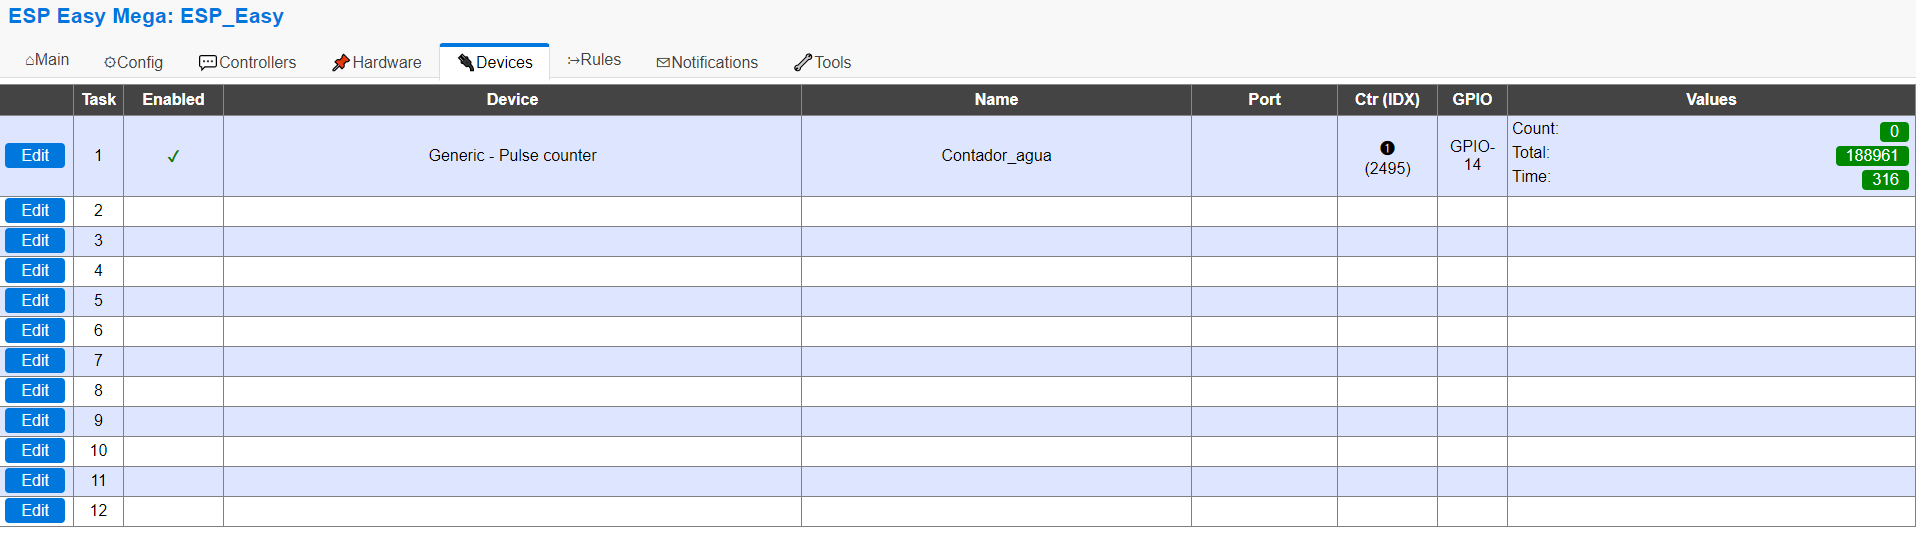 ESP Easy Mega: ESP_Easy
⌂Main ⚙Config 💬Controllers 📌Hardware 🔌Devices Rules ✉Notifications 🔧Tools
Task Enabled Device Name Port Ctr (IDX) GPIO Values
Edit 1 ✓ Generic - Pulse counter Contador_agua ❶ (2495) GPIO-14 Count: 0
Total: 188961
Time: 316
Edit 2
Edit 3
Edit 4
Edit 5
Edit 6
Edit 7
Edit 8
Edit 9
Edit 10
Edit 11
Edit 12